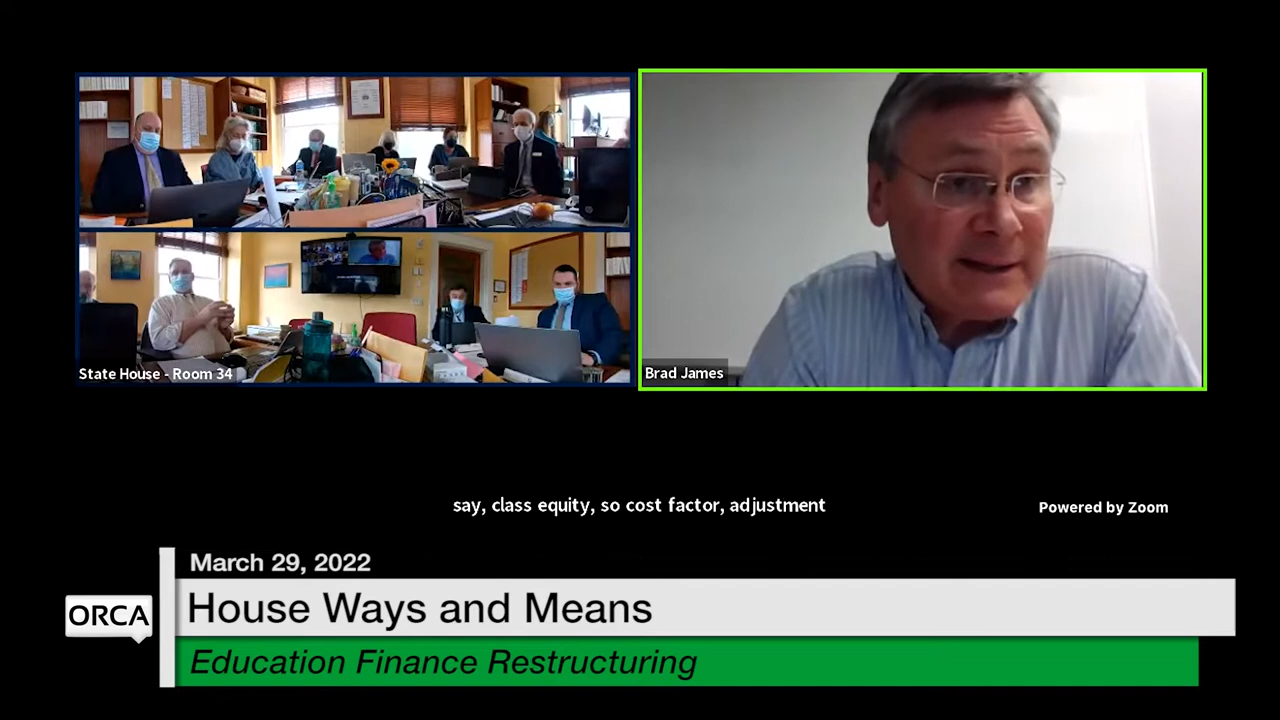 State House - Room 34
Brad James
say, class equity, so cost factor, adjustment
Powered by Zoom
March 29, 2022
ORCA
House Ways and Means
Education Finance Restructuring